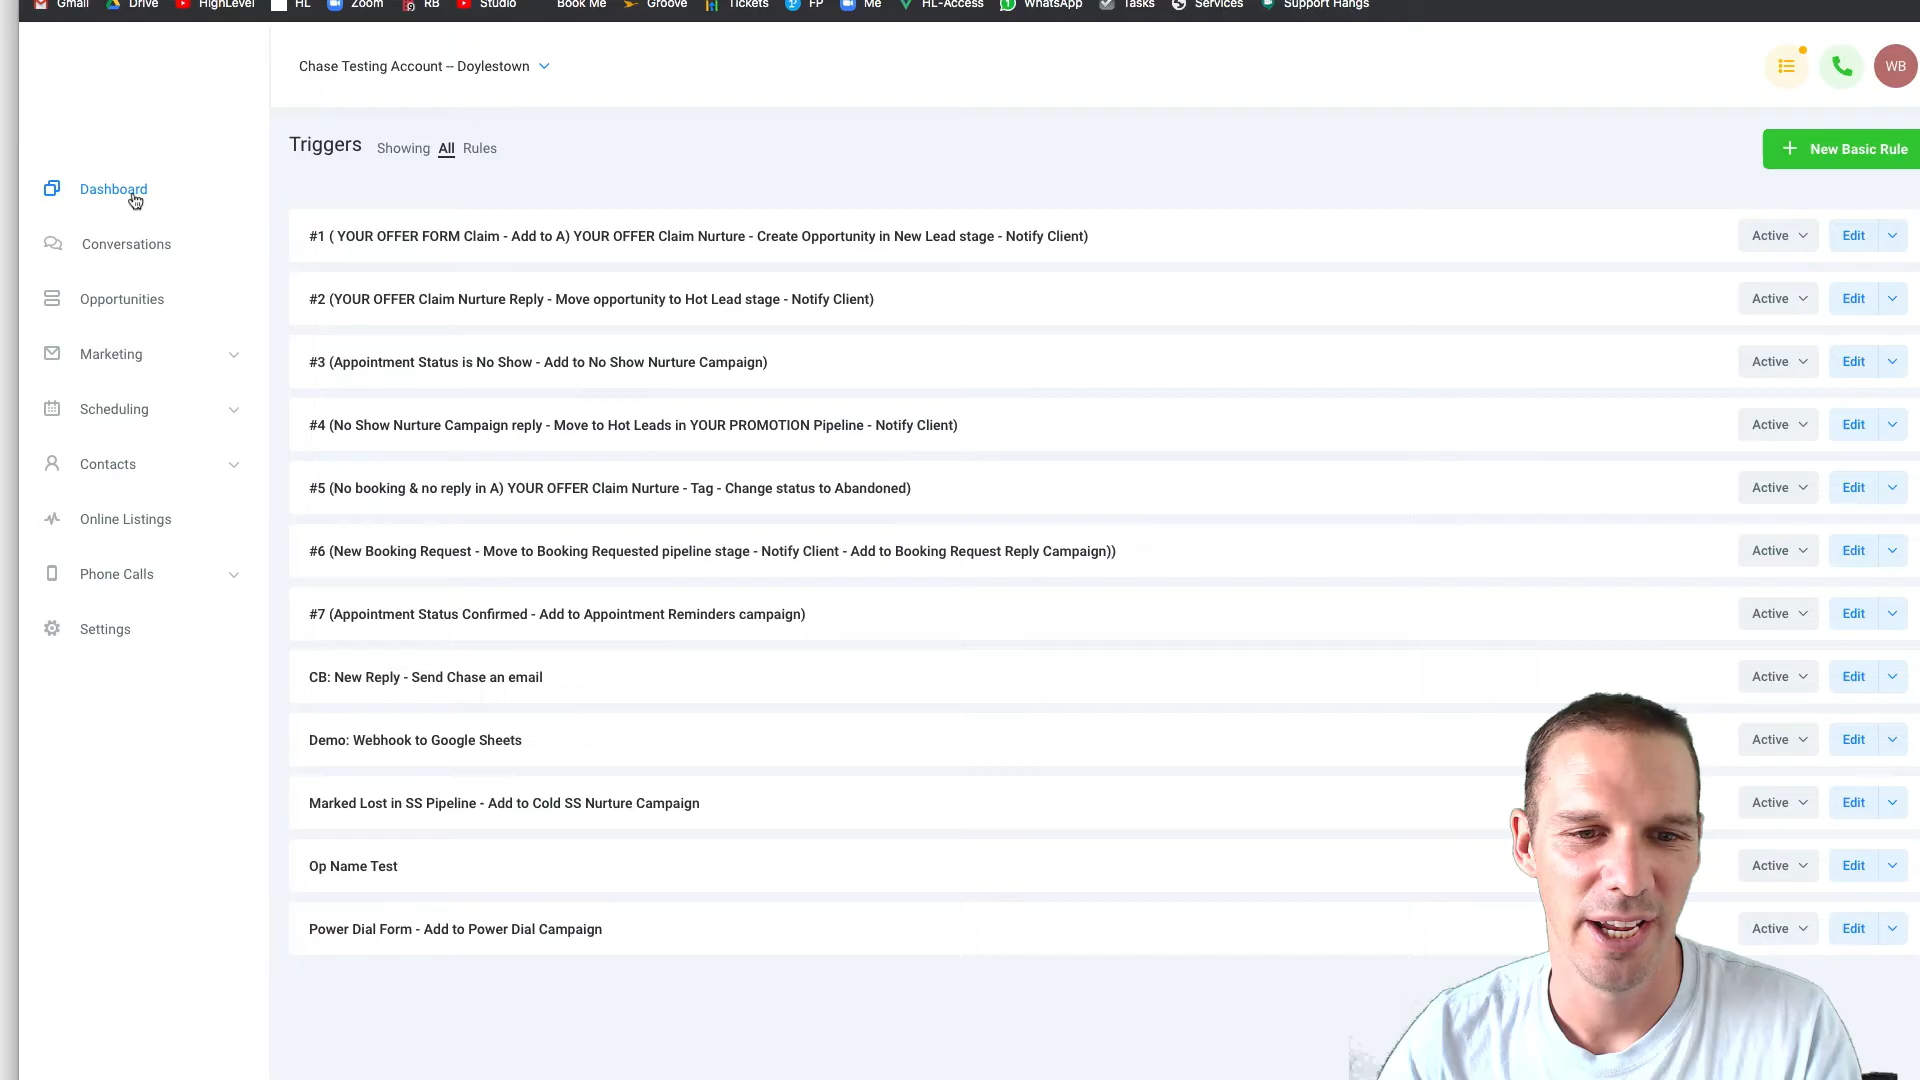 Gmail Drive HighLevel HL Zoom RB Studio Book Me Groove Tickets FP Me HL-Access WhatsApp Tasks Services Support Hangs
Chase Testing Account -- Doylestown
WB
Triggers Showing All Rules
New Basic Rule
Dashboard
Conversations
Opportunities
Marketing
Scheduling
Contacts
Online Listings
Phone Calls
Settings
#1 ( YOUR OFFER FORM Claim - Add to A) YOUR OFFER Claim Nurture - Create Opportunity in New Lead stage - Notify Client) Active Edit
#2 (YOUR OFFER Claim Nurture Reply - Move opportunity to Hot Lead stage - Notify Client) Active Edit
#3 (Appointment Status is No Show - Add to No Show Nurture Campaign) Active Edit
#4 (No Show Nurture Campaign reply - Move to Hot Leads in YOUR PROMOTION Pipeline - Notify Client) Active Edit
#5 (No booking & no reply in A) YOUR OFFER Claim Nurture - Tag - Change status to Abandoned) Active Edit
#6 (New Booking Request - Move to Booking Requested pipeline stage - Notify Client - Add to Booking Request Reply Campaign)) Active Edit
#7 (Appointment Status Confirmed - Add to Appointment Reminders campaign) Active Edit
CB: New Reply - Send Chase an email Active Edit
Demo: Webhook to Google Sheets Active Edit
Marked Lost in SS Pipeline - Add to Cold SS Nurture Campaign Active Edit
Op Name Test Active Edit
Power Dial Form - Add to Power Dial Campaign Active Edit